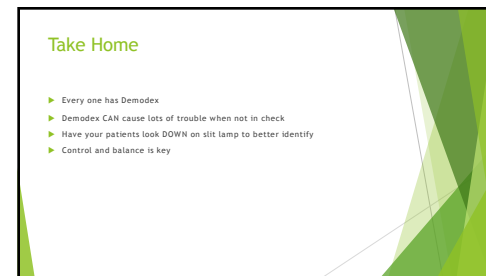 Take Home
Every one has Demodex
Demodex CAN cause lots of trouble when not in check
Have your patients look DOWN on slit lamp to better identify
Control and balance is key